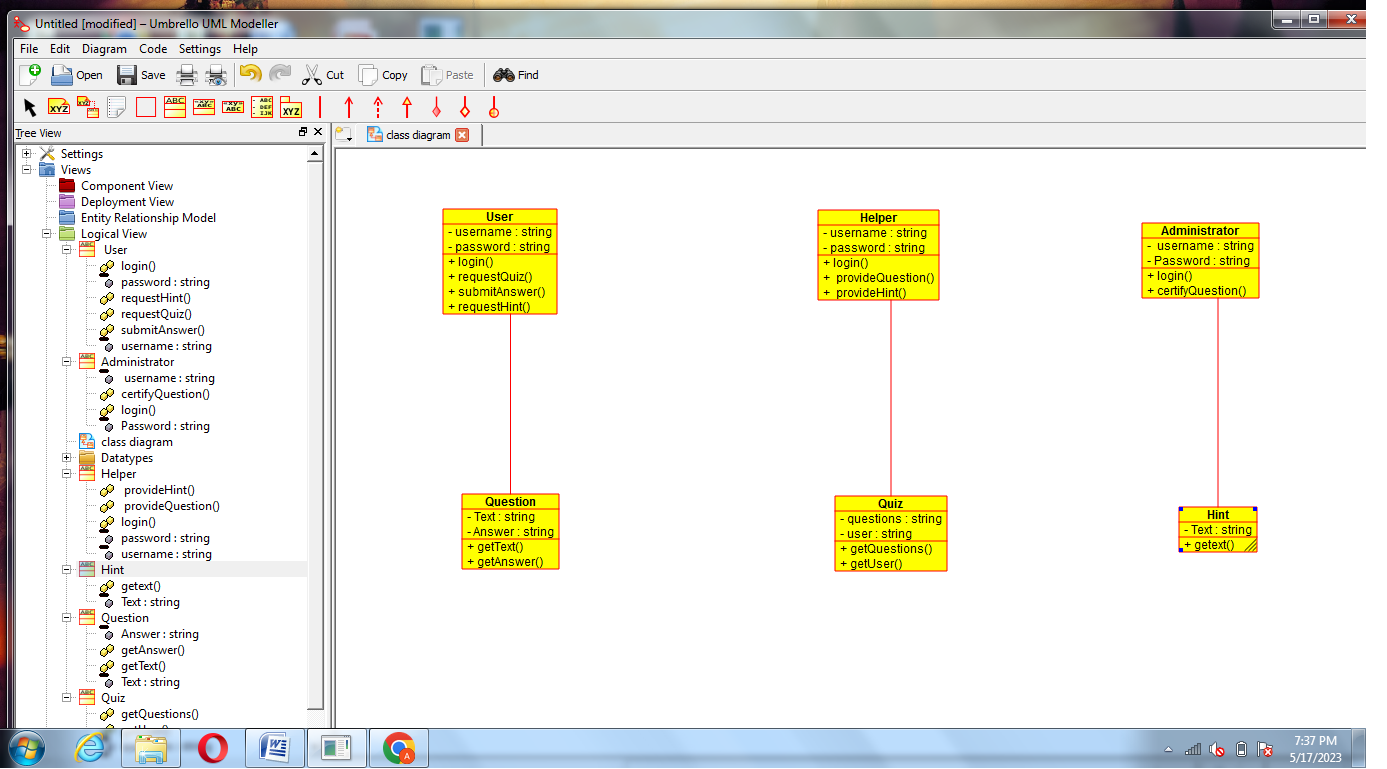 Untitled [modified] – Umbrello UML Modeller
File Edit Diagram Code Settings Help
Open Save Cut Copy Paste Find
XYZ XYZ ABC -xy= ABC -xy= ABC ABC DEF IJK XYZ
Tree View
class diagram
Settings
Views
Component View
Deployment View
Entity Relationship Model
Logical View
User
login()
password : string
requestHint()
requestQuiz()
submitAnswer()
username : string
Administrator
username : string
certifyQuestion()
login()
Password : string
class diagram
Datatypes
Helper
provideHint()
provideQuestion()
login()
password : string
username : string
Hint
getext()
Text : string
Question
Answer : string
getAnswer()
getText()
Text : string
Quiz
getQuestions()
User
- username : string
- password : string
+ login()
+ requestQuiz()
+ submitAnswer()
+ requestHint()
Helper
- username : string
- password : string
+ login()
+ provideQuestion()
+ provideHint()
Administrator
- username : string
- Password : string
+ login()
+ certifyQuestion()
Question
- Text : string
- Answer : string
+ getText()
+ getAnswer()
Quiz
- questions : string
- user : string
+ getQuestions()
+ getUser()
Hint
- Text : string
+ getext()
7:37 PM
5/17/2023